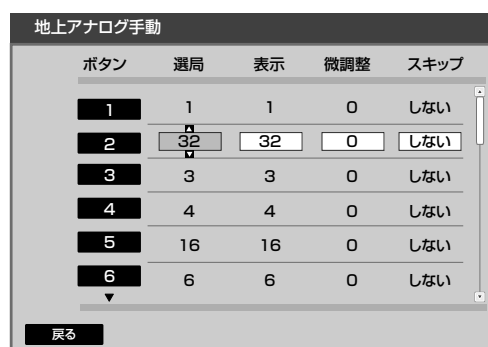 地上アナログ手動
ボタン 選局 表示 微調整 スキップ
1 1 1 0 しない
2 32 32 0 しない
3 3 3 0 しない
4 4 4 0 しない
5 16 16 0 しない
6 6 6 0 しない
戻る